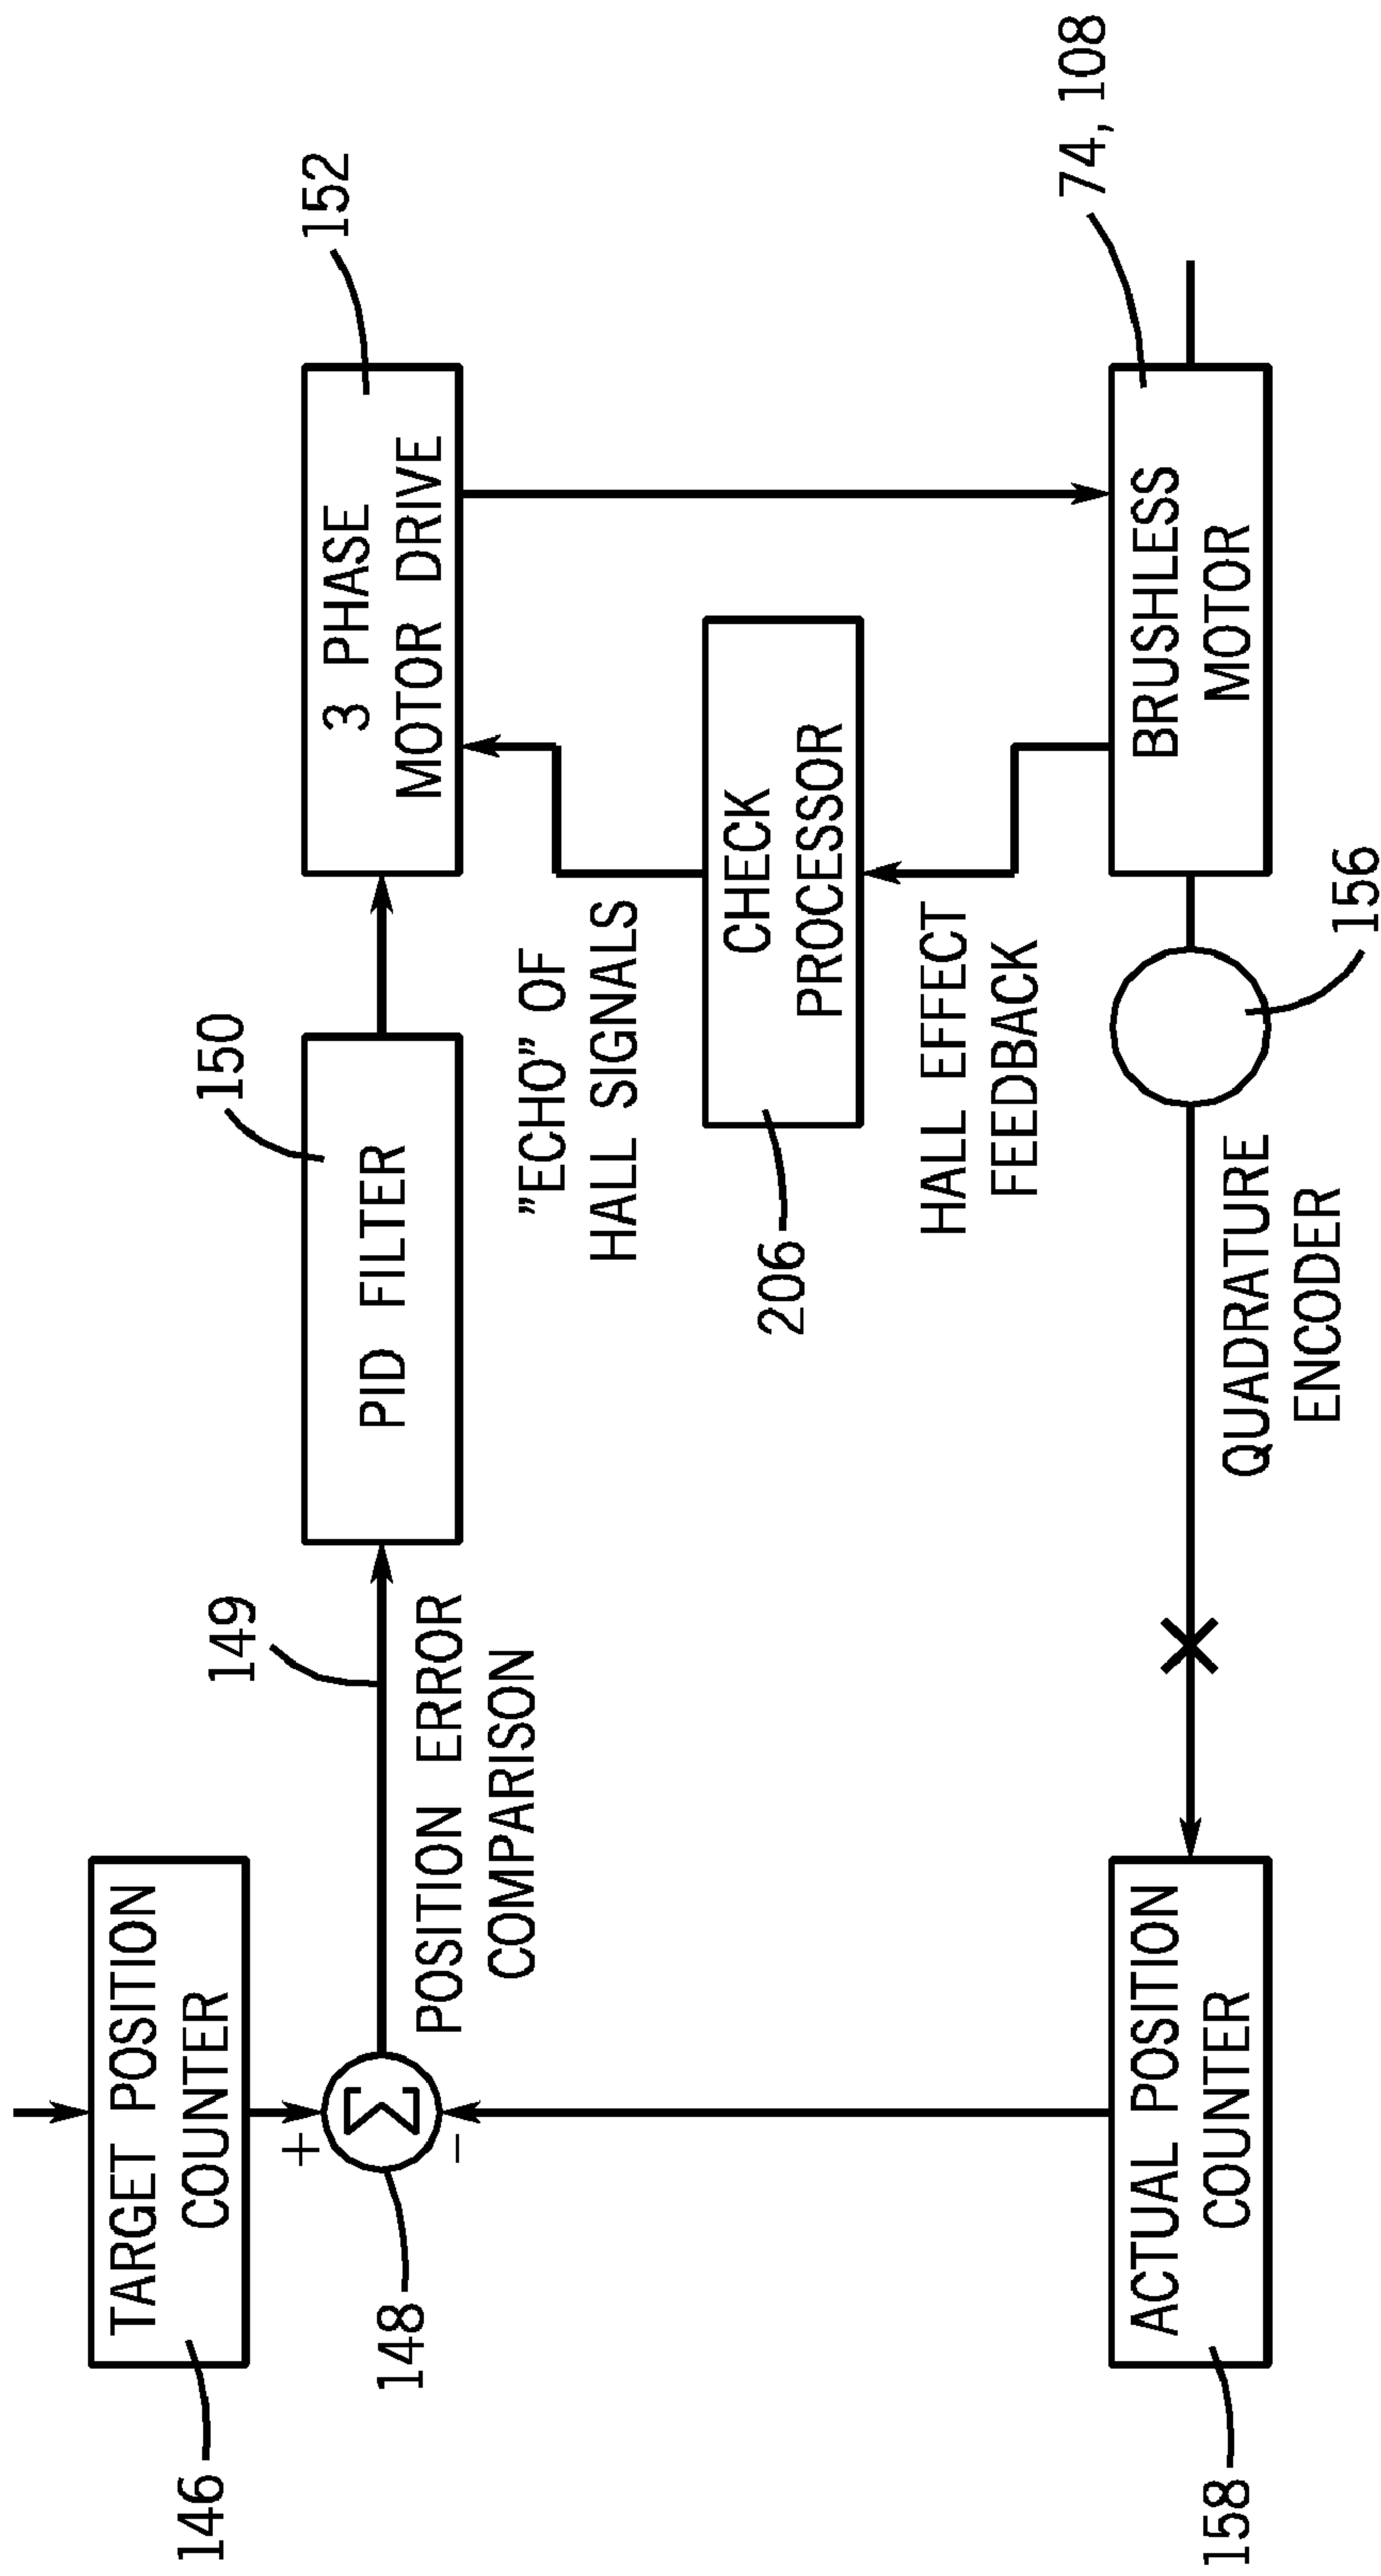 146
TARGET POSITION
COUNTER
+
Σ
−
148
149
POSITION ERROR
COMPARISON
150
PID FILTER
152
3 PHASE
MOTOR DRIVE
"ECHO" OF
HALL SIGNALS
206
CHECK
PROCESSOR
HALL EFFECT
FEEDBACK
74, 108
BRUSHLESS
MOTOR
156
QUADRATURE
ENCODER
158
ACTUAL POSITION
COUNTER